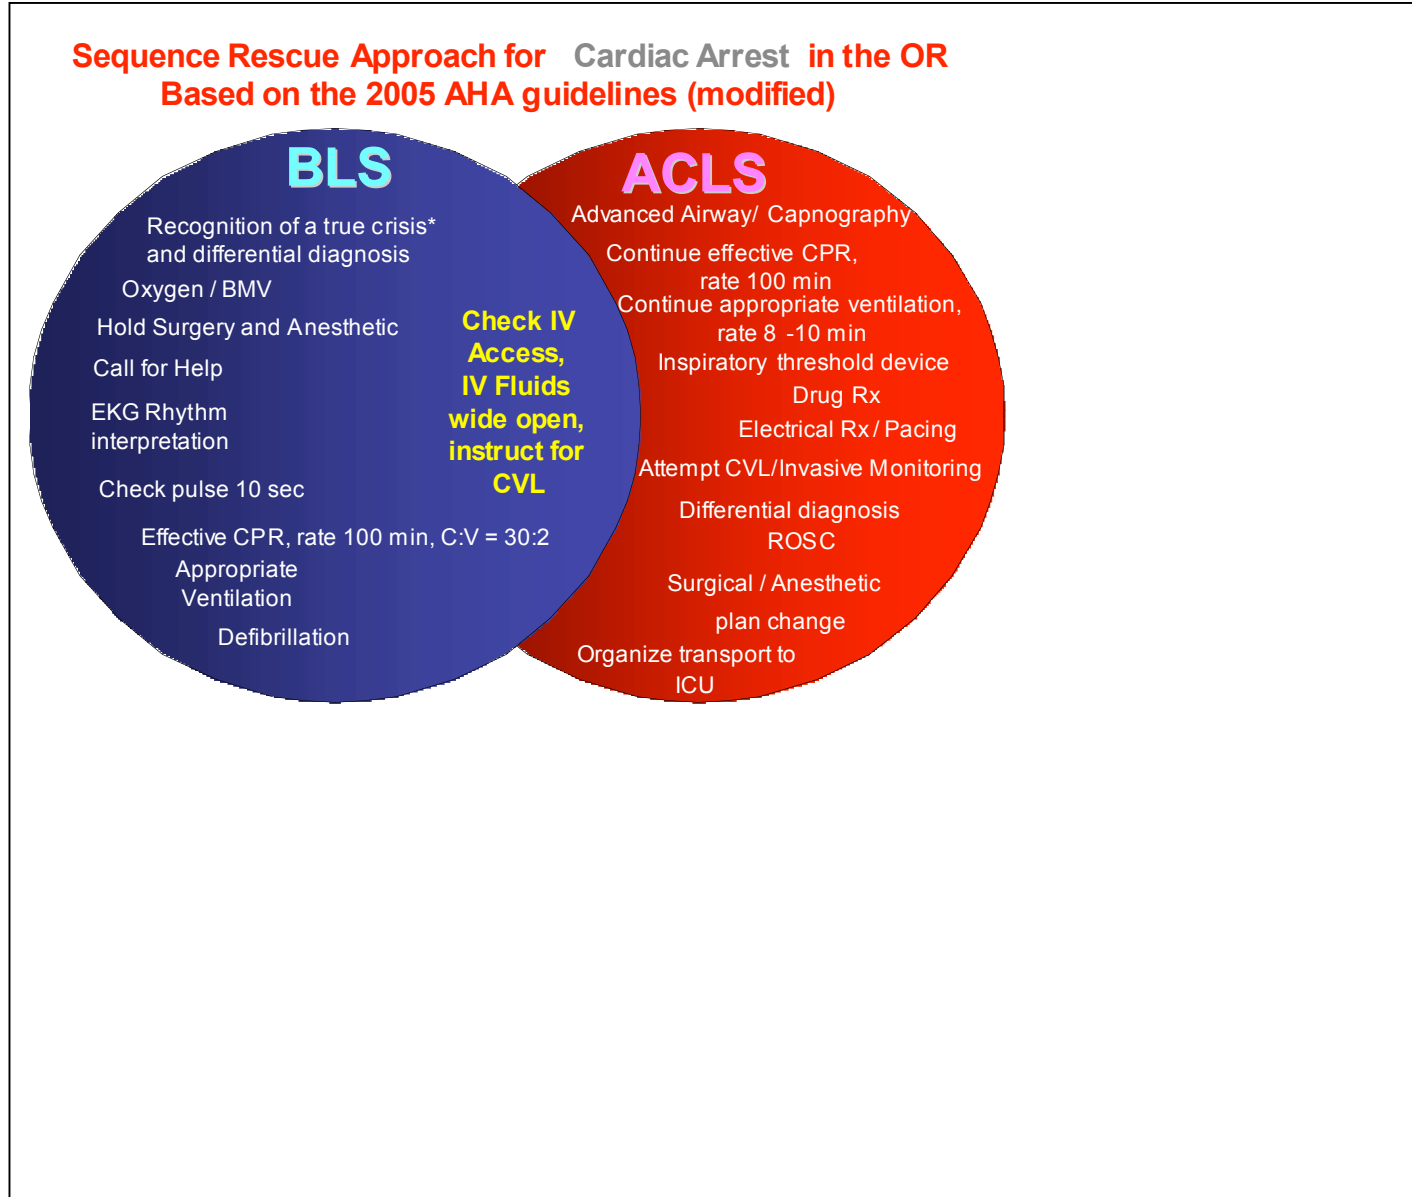 Sequence Rescue Approach for Cardiac Arrest in the OR
Based on the 2005 AHA guidelines (modified)
BLS
Recognition of a true crisis*
and differential diagnosis
Oxygen / BMV
Hold Surgery and Anesthetic
Call for Help
EKG Rhythm
interpretation
Check pulse 10 sec
Effective CPR, rate 100 min, C:V = 30:2
Appropriate
Ventilation
Defibrillation
Check IV
Access,
IV Fluids
wide open,
instruct for
CVL
ACLS
Advanced Airway/ Capnography
Continue effective CPR,
rate 100 min
Continue appropriate ventilation,
rate 8 -10 min
Inspiratory threshold device
Drug Rx
Electrical Rx / Pacing
Attempt CVL/Invasive Monitoring
Differential diagnosis
ROSC
Surgical / Anesthetic
plan change
Organize transport to
ICU